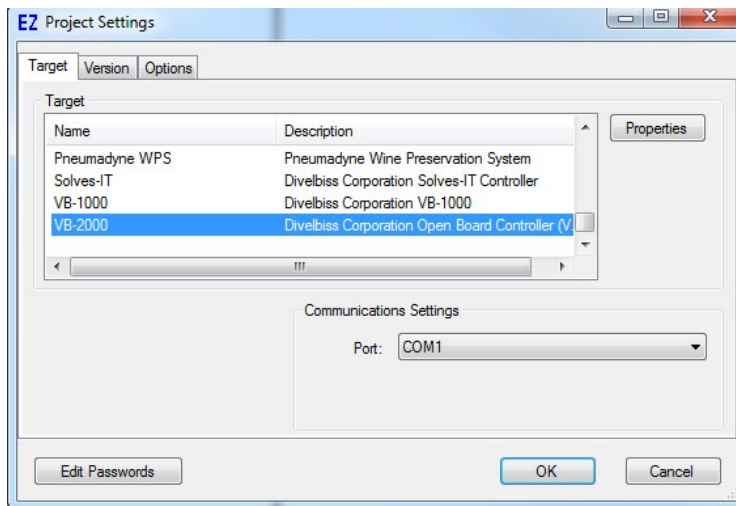 EZ Project Settings
Target Version Options
Target
Name Description
Pneumadyne WPS Pneumadyne Wine Preservation System
Solves-IT Divelbiss Corporation Solves-IT Controller
VB-1000 Divelbiss Corporation VB-1000
VB-2000 Divelbiss Corporation Open Board Controller (V
Properties
Communications Settings
Port: COM1
Edit Passwords OK Cancel